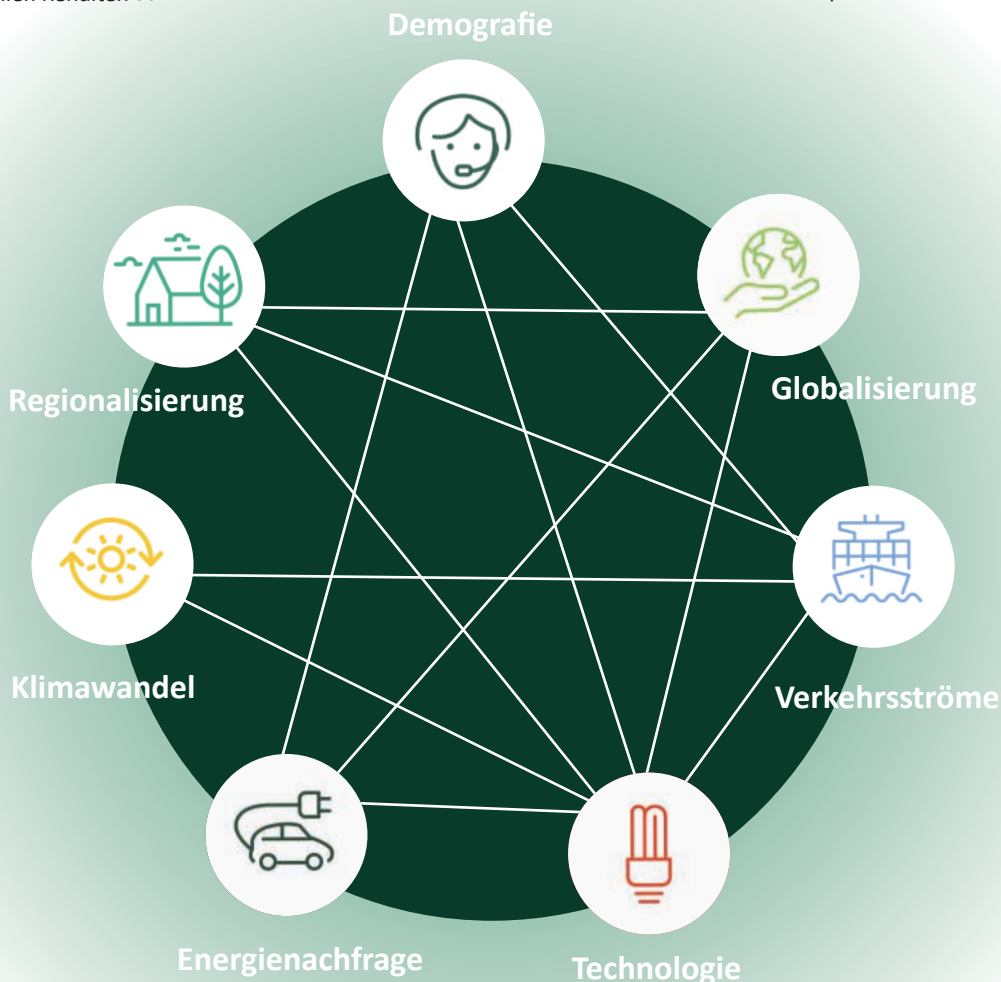 Demografie
Globalisierung
Regionalisierung
Klimawandel
Verkehrsströme
Energienachfrage
Technologie